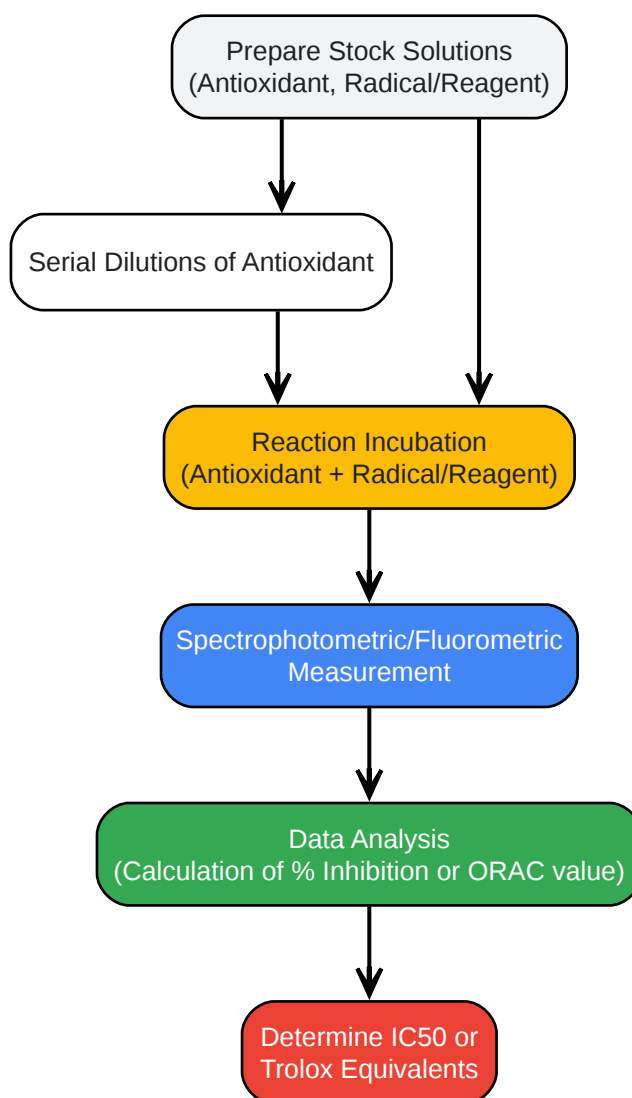 Prepare Stock Solutions
(Antioxidant, Radical/Reagent)
Serial Dilutions of Antioxidant
Reaction Incubation
(Antioxidant + Radical/Reagent)
Spectrophotometric/Fluorometric
Measurement
Data Analysis
(Calculation of % Inhibition or ORAC value)
Determine IC50 or
Trolox Equivalents